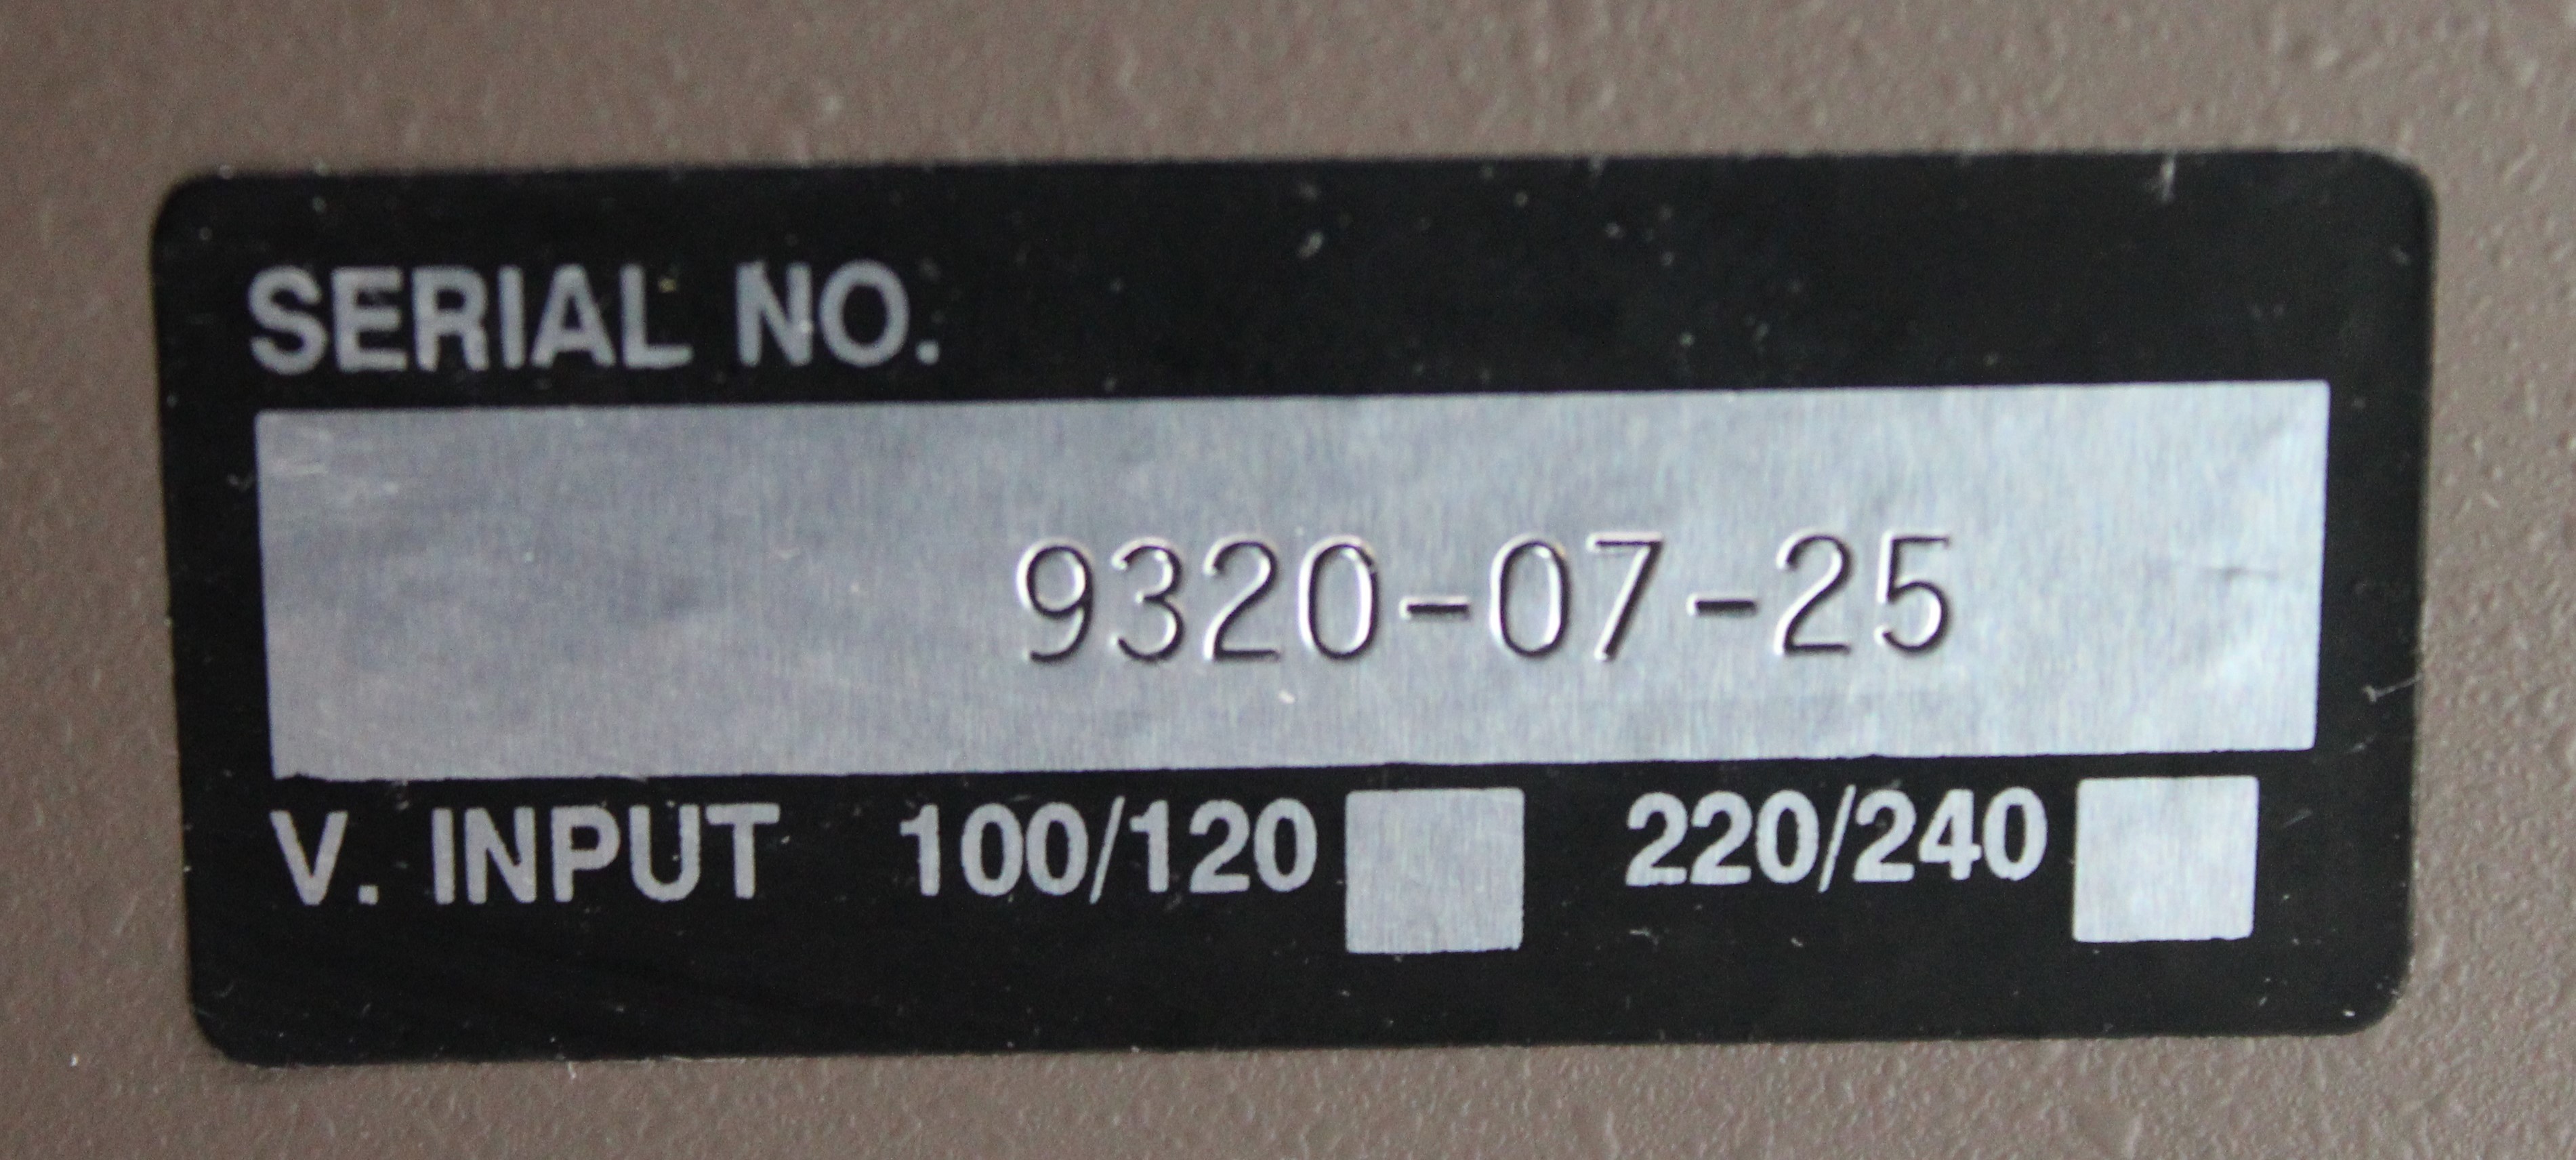 SERIAL NO.
9320-07-25
V. INPUT 100/120 220/240